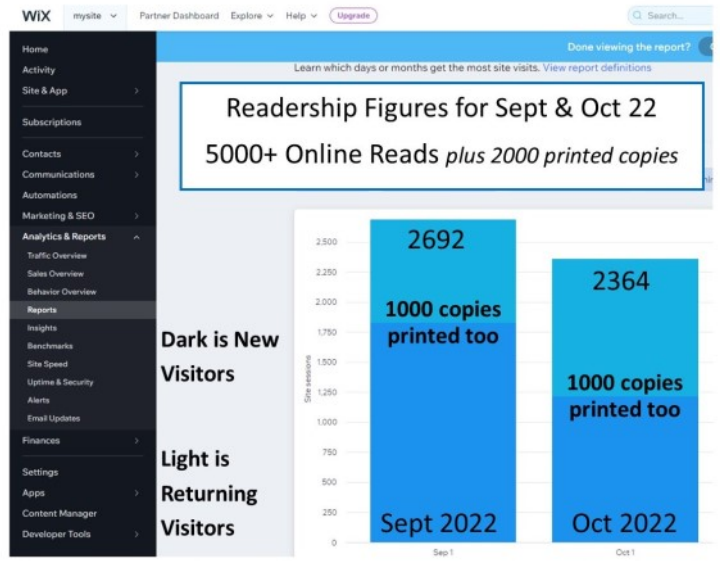 WiX mysite Partner Dashboard Explore Help Upgrade Search...
Home
Activity
Site & App
Subscriptions
Contacts
Communications
Automations
Marketing & SEO
Analytics & Reports
Traffic Overview
Sales Overview
Behavior Overview
Reports
Insights
Benchmarks
Site Speed
Uptime & Security
Alerts
Email Updates
Finances
Settings
Apps
Content Manager
Developer Tools
Done viewing the report?
Learn which days or months get the most site visits. View report definitions
Readership Figures for Sept & Oct 22
5000+ Online Reads plus 2000 printed copies
Dark is New
Visitors
Light is
Returning
Visitors
Site sessions
2,500
2,250
2,000
1,750
1,500
1,250
1,000
750
500
250
0
2692
1000 copies
printed too
Sept 2022
Sep 1
2364
1000 copies
printed too
Oct 2022
Oct 1